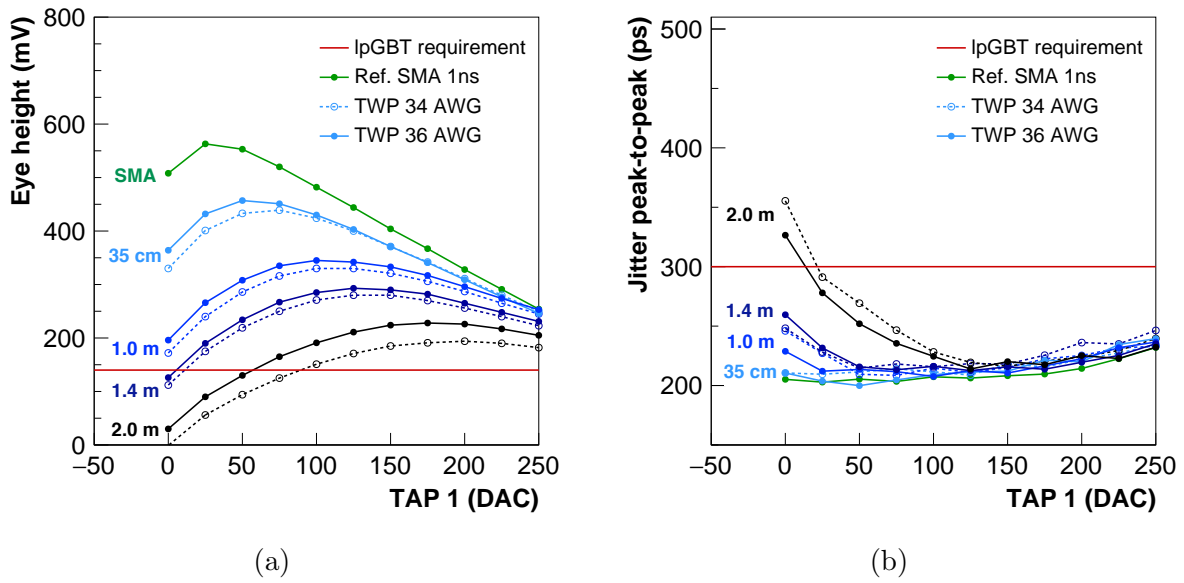 Eye height (mV)
800
600
400
200
0
−50
0
50
100
150
200
250
TAP 1 (DAC)
lpGBT requirement
Ref. SMA 1ns
TWP 34 AWG
TWP 36 AWG
SMA
35 cm
1.0 m
1.4 m
2.0 m
(a)
Jitter peak-to-peak (ps)
500
400
300
200
−50
0
50
100
150
200
250
TAP 1 (DAC)
lpGBT requirement
Ref. SMA 1ns
TWP 34 AWG
TWP 36 AWG
2.0 m
1.4 m
1.0 m
35 cm
(b)